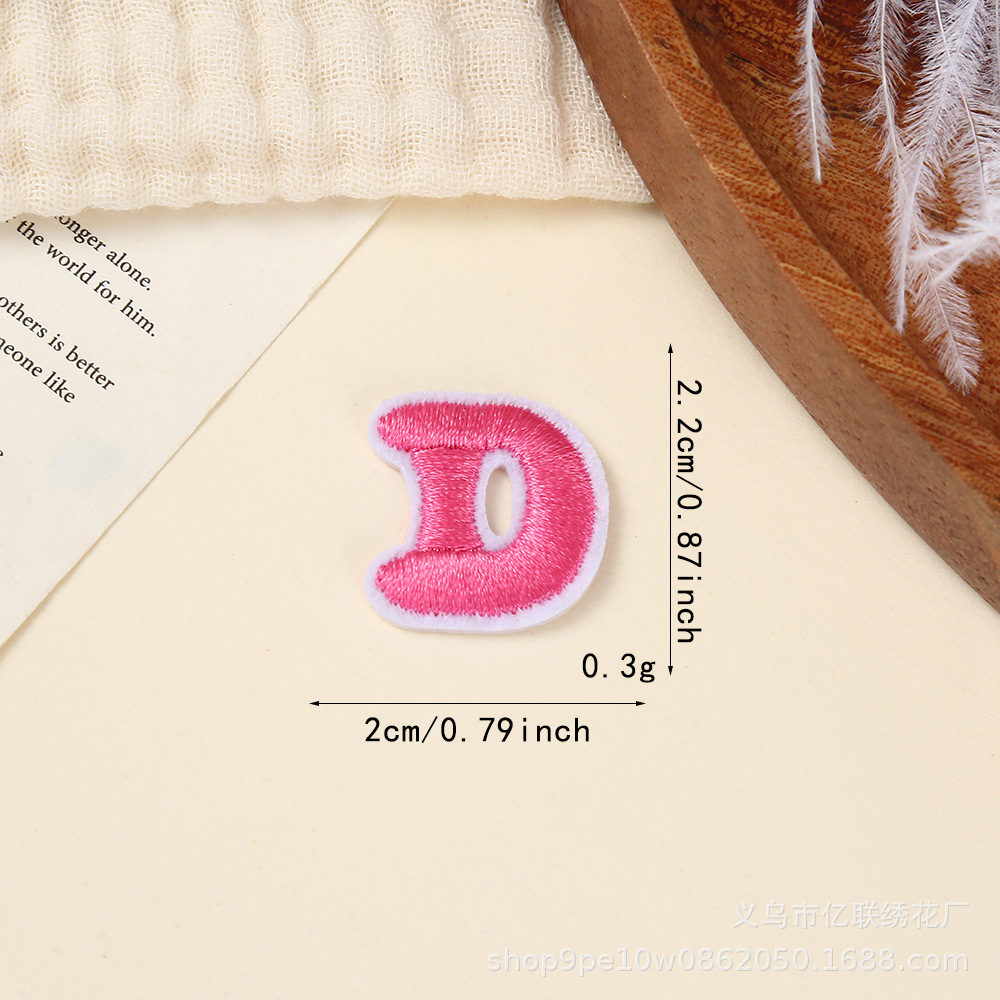 onger alone.
the world for him.
others is better
meone like
D
2.2cm/0.87inch
0.3g
2cm/0.79inch
义乌市亿联绣花厂
shop9pe10w0862050.1688.com